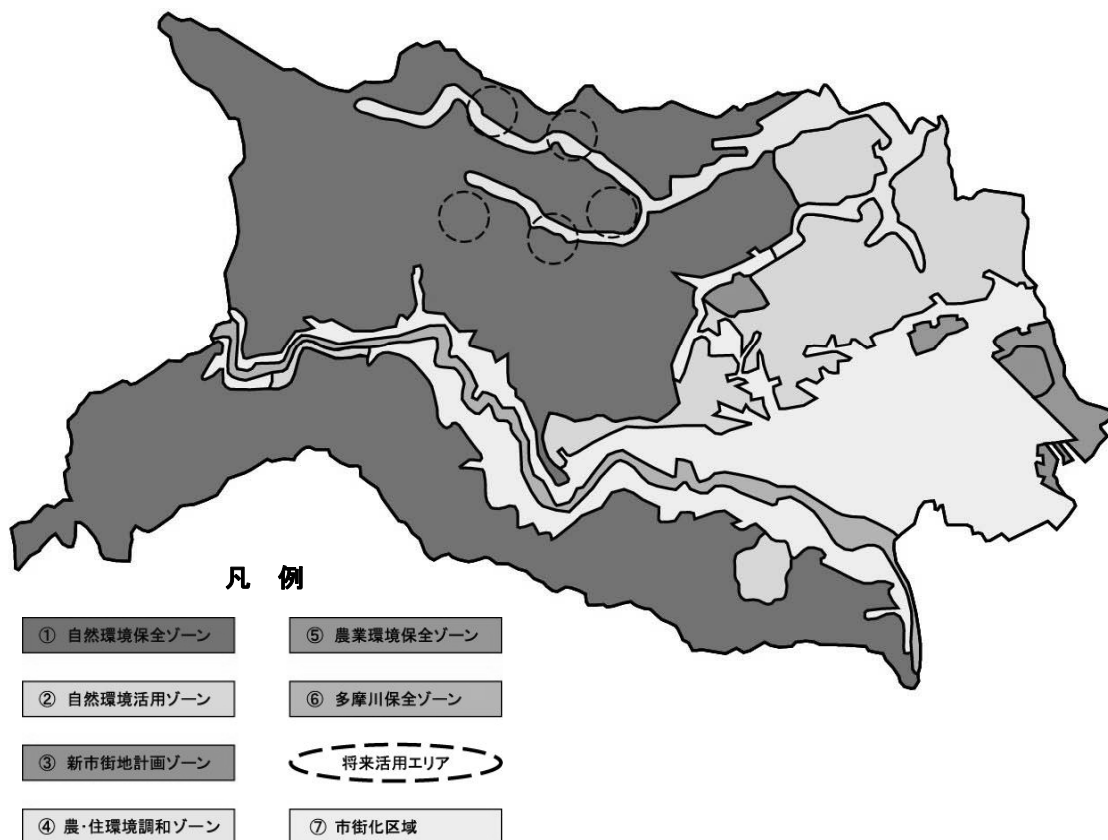 凡 例
① 自然環境保全ゾーン
② 自然環境活用ゾーン
③ 新市街地計画ゾーン
④ 農・住環境調和ゾーン
⑤ 農業環境保全ゾーン
⑥ 多摩川保全ゾーン
将来活用エリア
⑦ 市街化区域